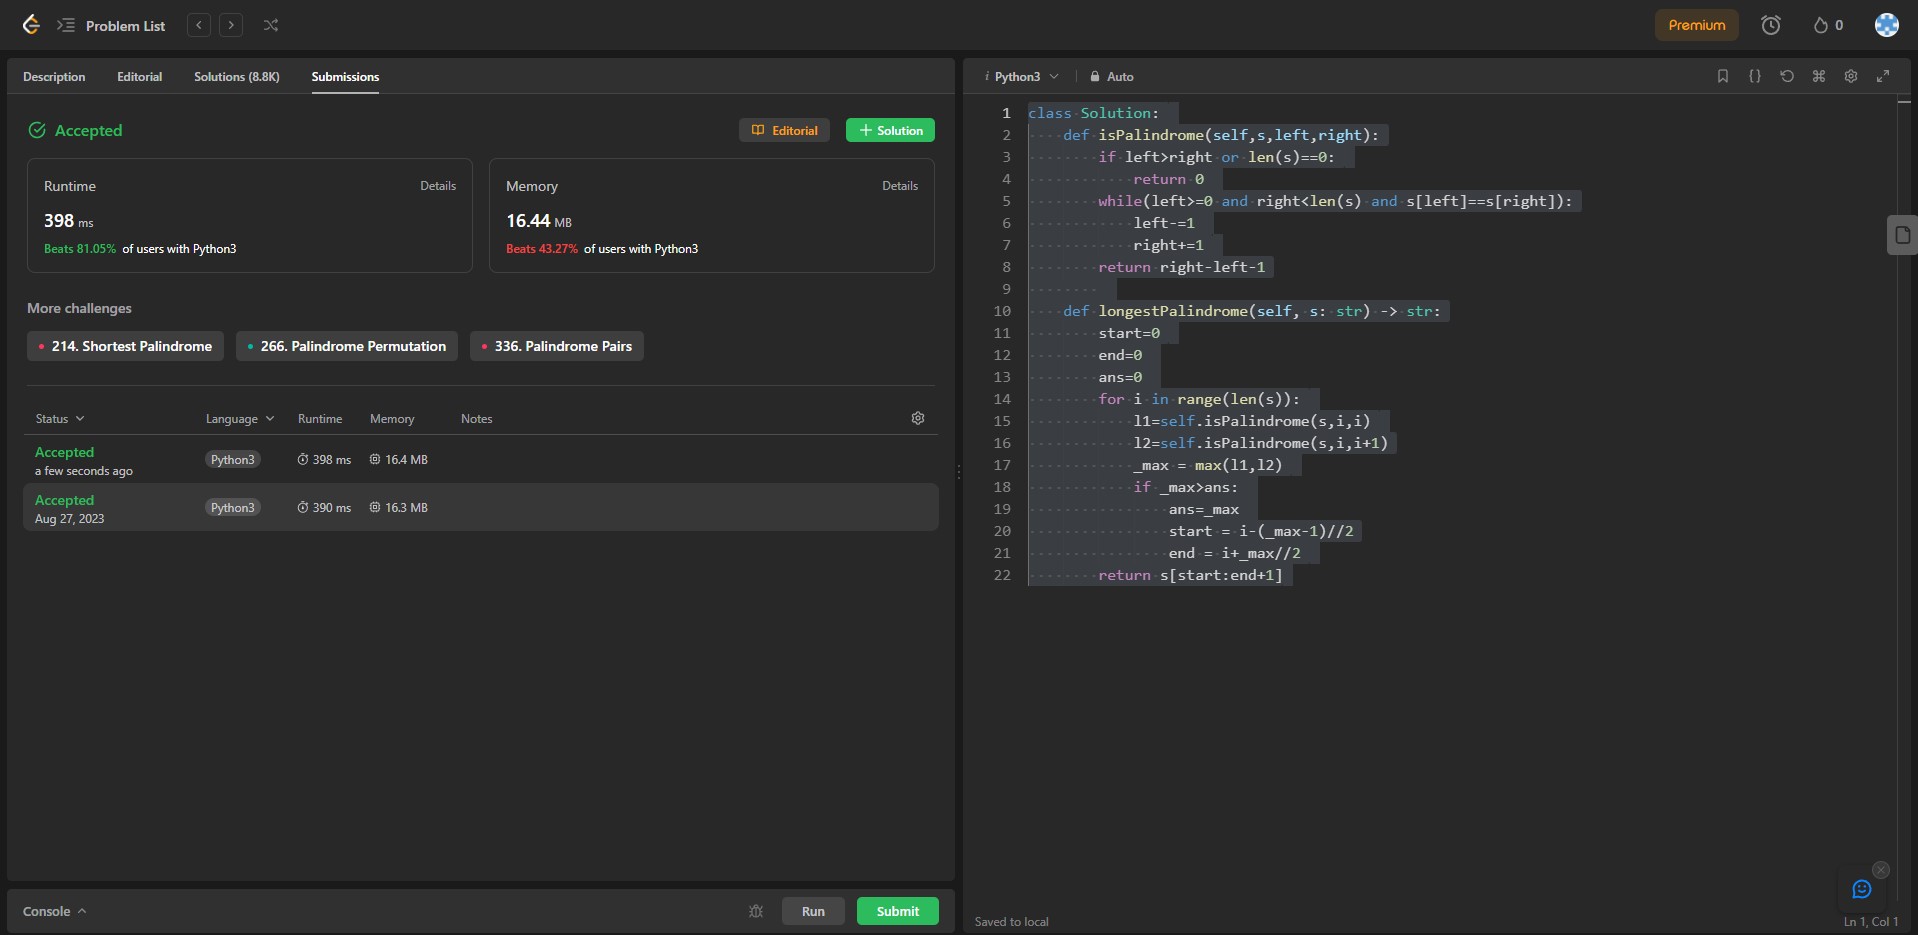 Problem List
Premium
0
Description Editorial Solutions (8.8K) Submissions
Accepted
Editorial
Solution
Runtime
Details
398 ms
Beats 81.05% of users with Python3
Memory
Details
16.44 MB
Beats 43.27% of users with Python3
More challenges
214. Shortest Palindrome
266. Palindrome Permutation
336. Palindrome Pairs
Status Language Runtime Memory Notes
Accepted
a few seconds ago
Python3 398 ms 16.4 MB
Accepted
Aug 27, 2023
Python3 390 ms 16.3 MB
Console
Run
Submit
i Python3
Auto
1 class Solution:
2     def isPalindrome(self,s,left,right):
3         if left>right or len(s)==0:
4             return 0
5         while(left>=0 and right<len(s) and s[left]==s[right]):
6             left-=1
7             right+=1
8         return right-left-1
9
10     def longestPalindrome(self, s: str) -> str:
11         start=0
12         end=0
13         ans=0
14         for i in range(len(s)):
15             l1=self.isPalindrome(s,i,i)
16             l2=self.isPalindrome(s,i,i+1)
17             _max = max(l1,l2)
18             if _max>ans:
19                 ans=_max
20                 start = i-(_max-1)//2
21                 end = i+_max//2
22         return s[start:end+1]
Saved to local
Ln 1, Col 1